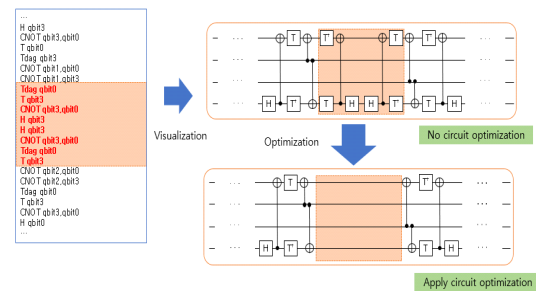 ...
H qbit3
CNOT qbit3,qbit0
T qbit0
Tdag qbit3
CNOT qbit1,qbit0
CNOT qbit1,qbit3
Tdag qbit0
T qbit3
CNOT qbit3,qbit0
H qbit3
H qbit3
CNOT qbit3,qbit0
Tdag qbit0
T qbit3
CNOT qbit2,qbit0
CNOT qbit2,qbit3
Tdag qbit0
T qbit3
CNOT qbit3,qbit0
H qbit0
...
Visualization
... T T' T T' ...
... ...
... ...
... H T' T H H T' T H ...
No circuit optimization
Optimization
... T T' ...
... ...
... ...
... H T' T H ...
Apply circuit optimization